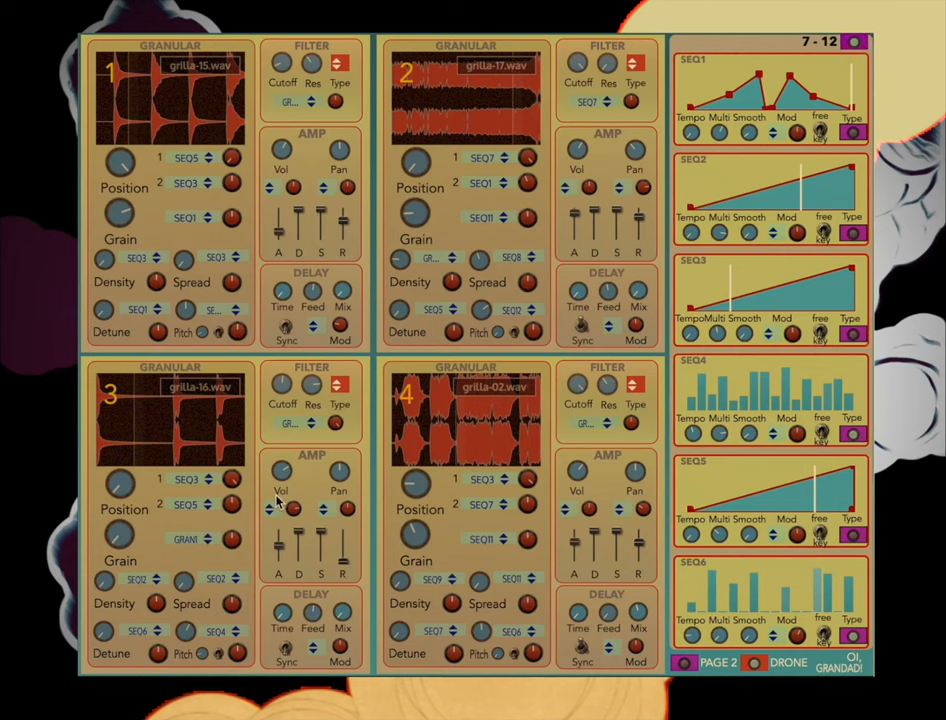 GRANULAR
1
grilla-15.wav
Position
1 SEQ5
2 SEQ3
Grain
SEQ1
SEQ3
SEQ3
Density
Spread
SEQ1
SE...
Detune
Pitch
FILTER
Cutoff Res Type
GR...
AMP
Vol Pan
A D S R
DELAY
Time Feed Mix
Sync Mod
GRANULAR
2
grilla-17.wav
Position
1 SEQ7
2 SEQ1
Grain
SEQ11
GR...
SEQ8
Density
Spread
SEQ5
SEQ12
Detune
Pitch
FILTER
Cutoff Res Type
SEQ7
AMP
Vol Pan
A D S R
DELAY
Time Feed Mix
Sync Mod
GRANULAR
3
grilla-16.wav
Position
1 SEQ3
2 SEQ5
Grain
GRAN1
SEQ12
SEQ2
Density
Spread
SEQ6
SEQ4
Detune
Pitch
FILTER
Cutoff Res Type
GR...
AMP
Vol Pan
A D S R
DELAY
Time Feed Mix
Sync Mod
GRANULAR
4
grilla-02.wav
Position
1 SEQ3
2 SEQ7
Grain
SEQ11
SEQ9
SEQ11
Density
Spread
SEQ7
SEQ6
Detune
Pitch
FILTER
Cutoff Res Type
GR...
AMP
Vol Pan
A D S R
DELAY
Time Feed Mix
Sync Mod
7 - 12
SEQ1
Tempo Multi Smooth Mod free Type
key
SEQ2
Tempo Multi Smooth Mod free Type
key
SEQ3
Tempo Multi Smooth Mod free Type
key
SEQ4
Tempo Multi Smooth Mod free Type
key
SEQ5
Tempo Multi Smooth Mod free Type
key
SEQ6
Tempo Multi Smooth Mod free Type
key
PAGE 2
DRONE
OI,
GRANDAD!